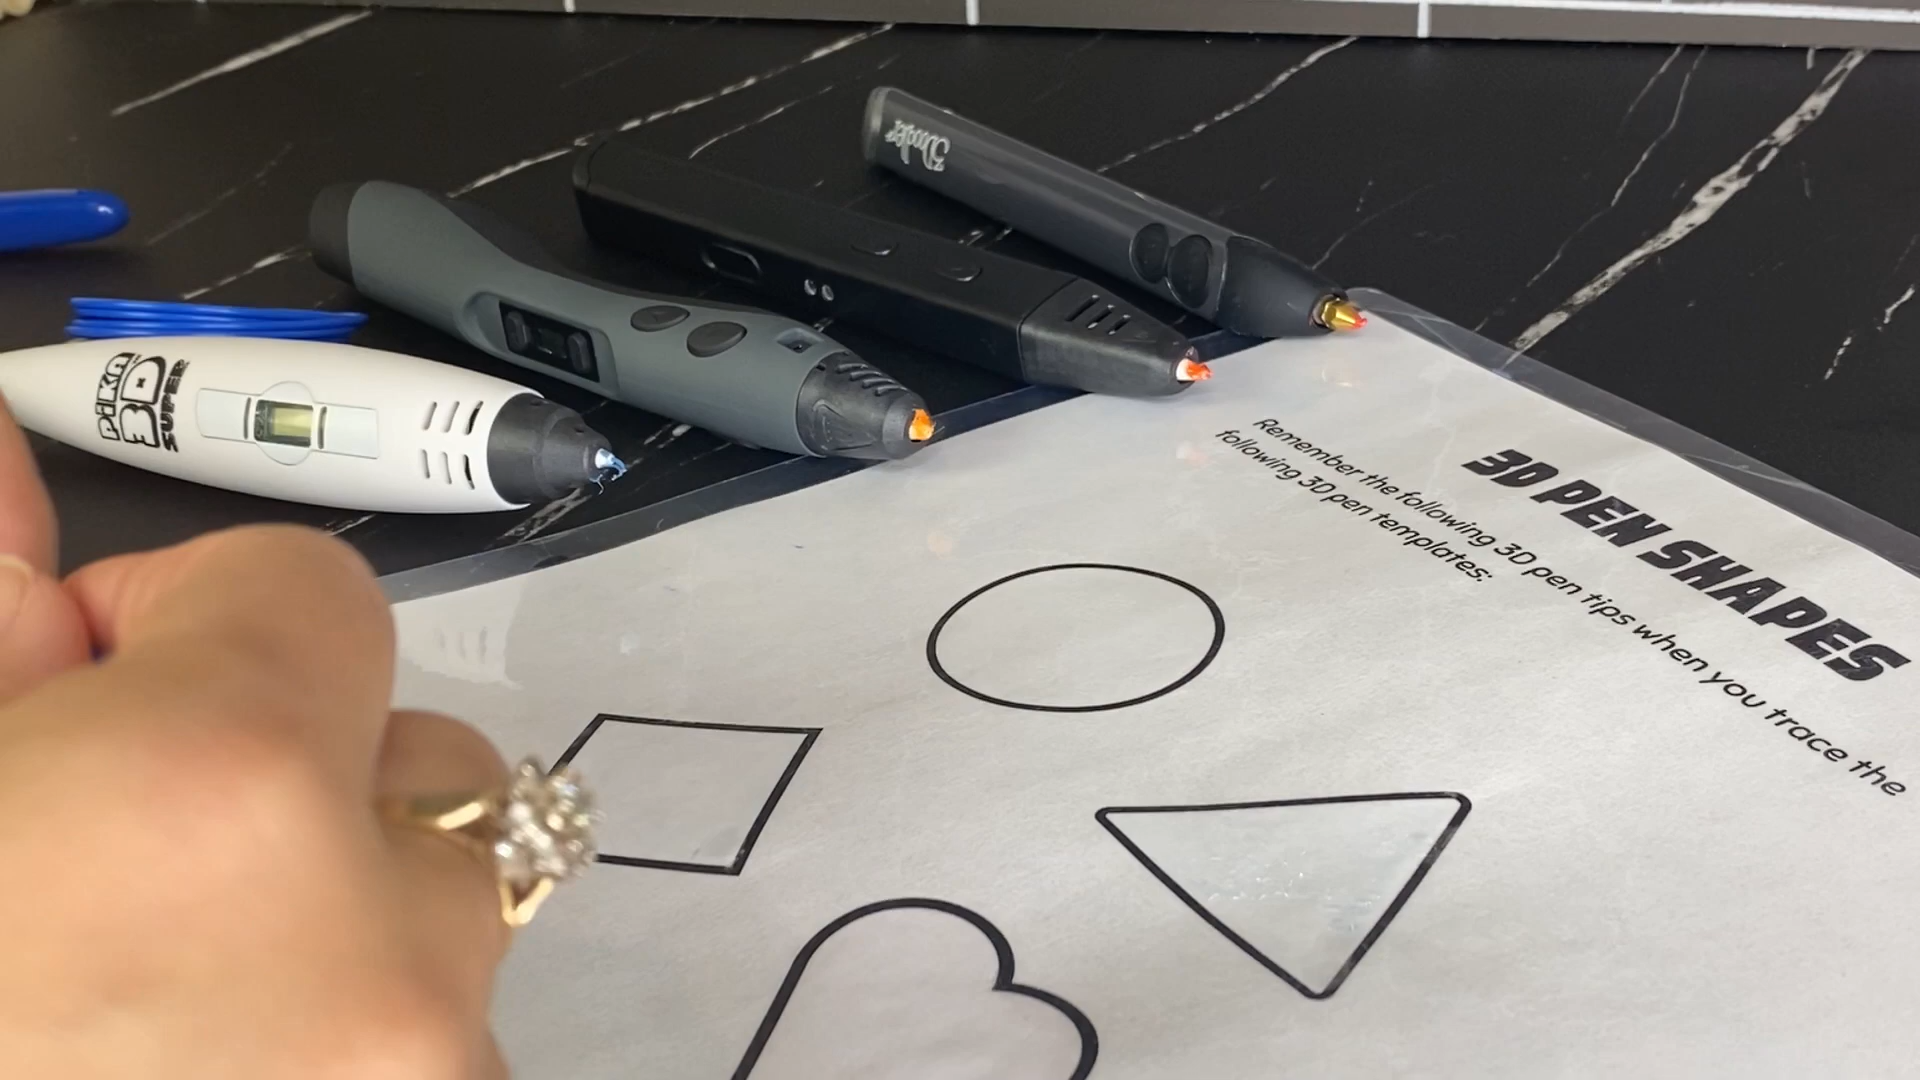 3D PEN SHAPES
Remember the following 3D pen tips when you trace the
following 3D pen templates:
PIKA
3D
SUPER
3Doodler